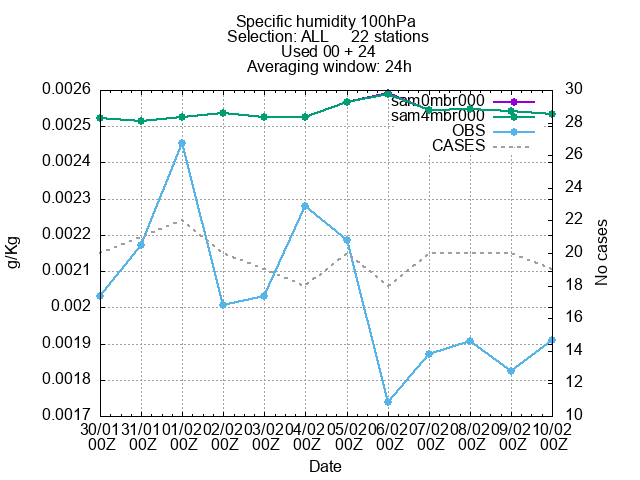 Specific humidity 100hPa
Selection: ALL 22 stations
Used 00 + 24
Averaging window: 24h
sam0mbr000
sam4mbr000
OBS
CASES
0.0026
0.0025
0.0024
0.0023
0.0022
0.0021
0.002
0.0019
0.0018
0.0017
g/Kg
30
28
26
24
22
20
18
16
14
12
10
No cases
30/01 31/01 01/02 02/02 03/02 04/02 05/02 06/02 07/02 08/02 09/02 10/02
00Z 00Z 00Z 00Z 00Z 00Z 00Z 00Z 00Z 00Z 00Z 00Z
Date